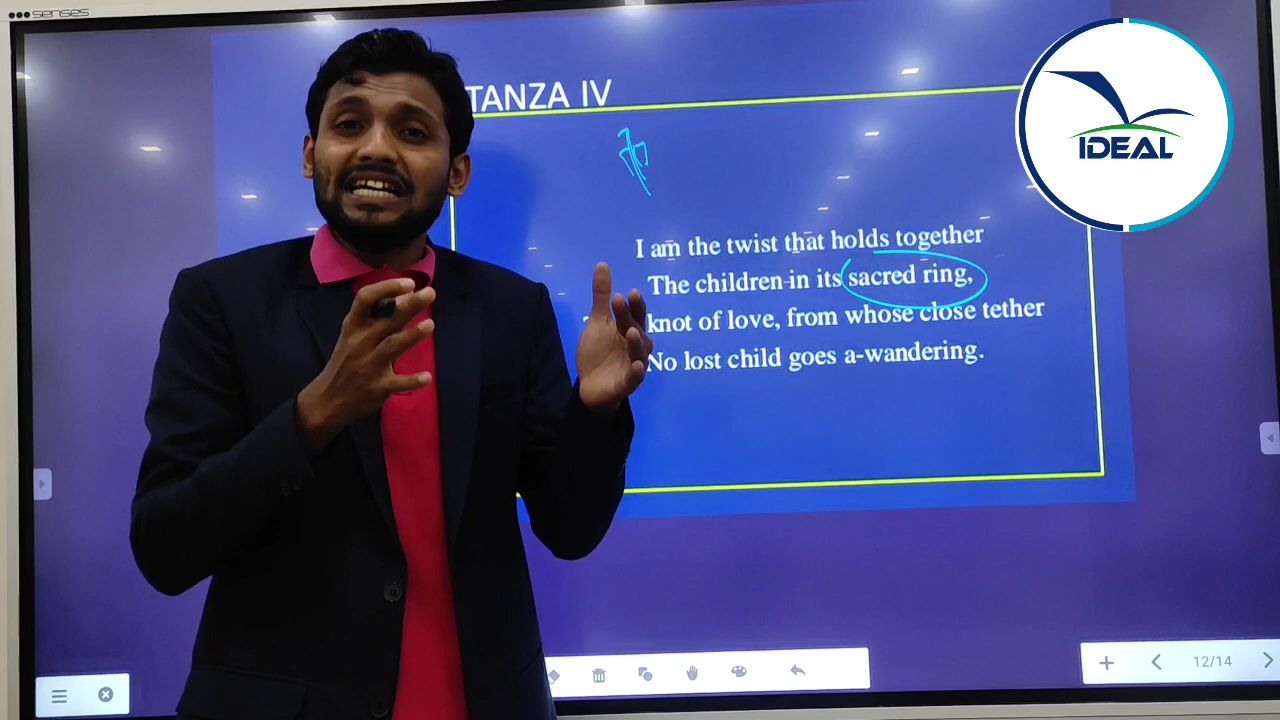 senses
TANZA IV
IDEAL
I am the twist that holds together
The children-in its sacred ring,
knot of love, from whose close tether
No lost child goes a-wandering.
12/14